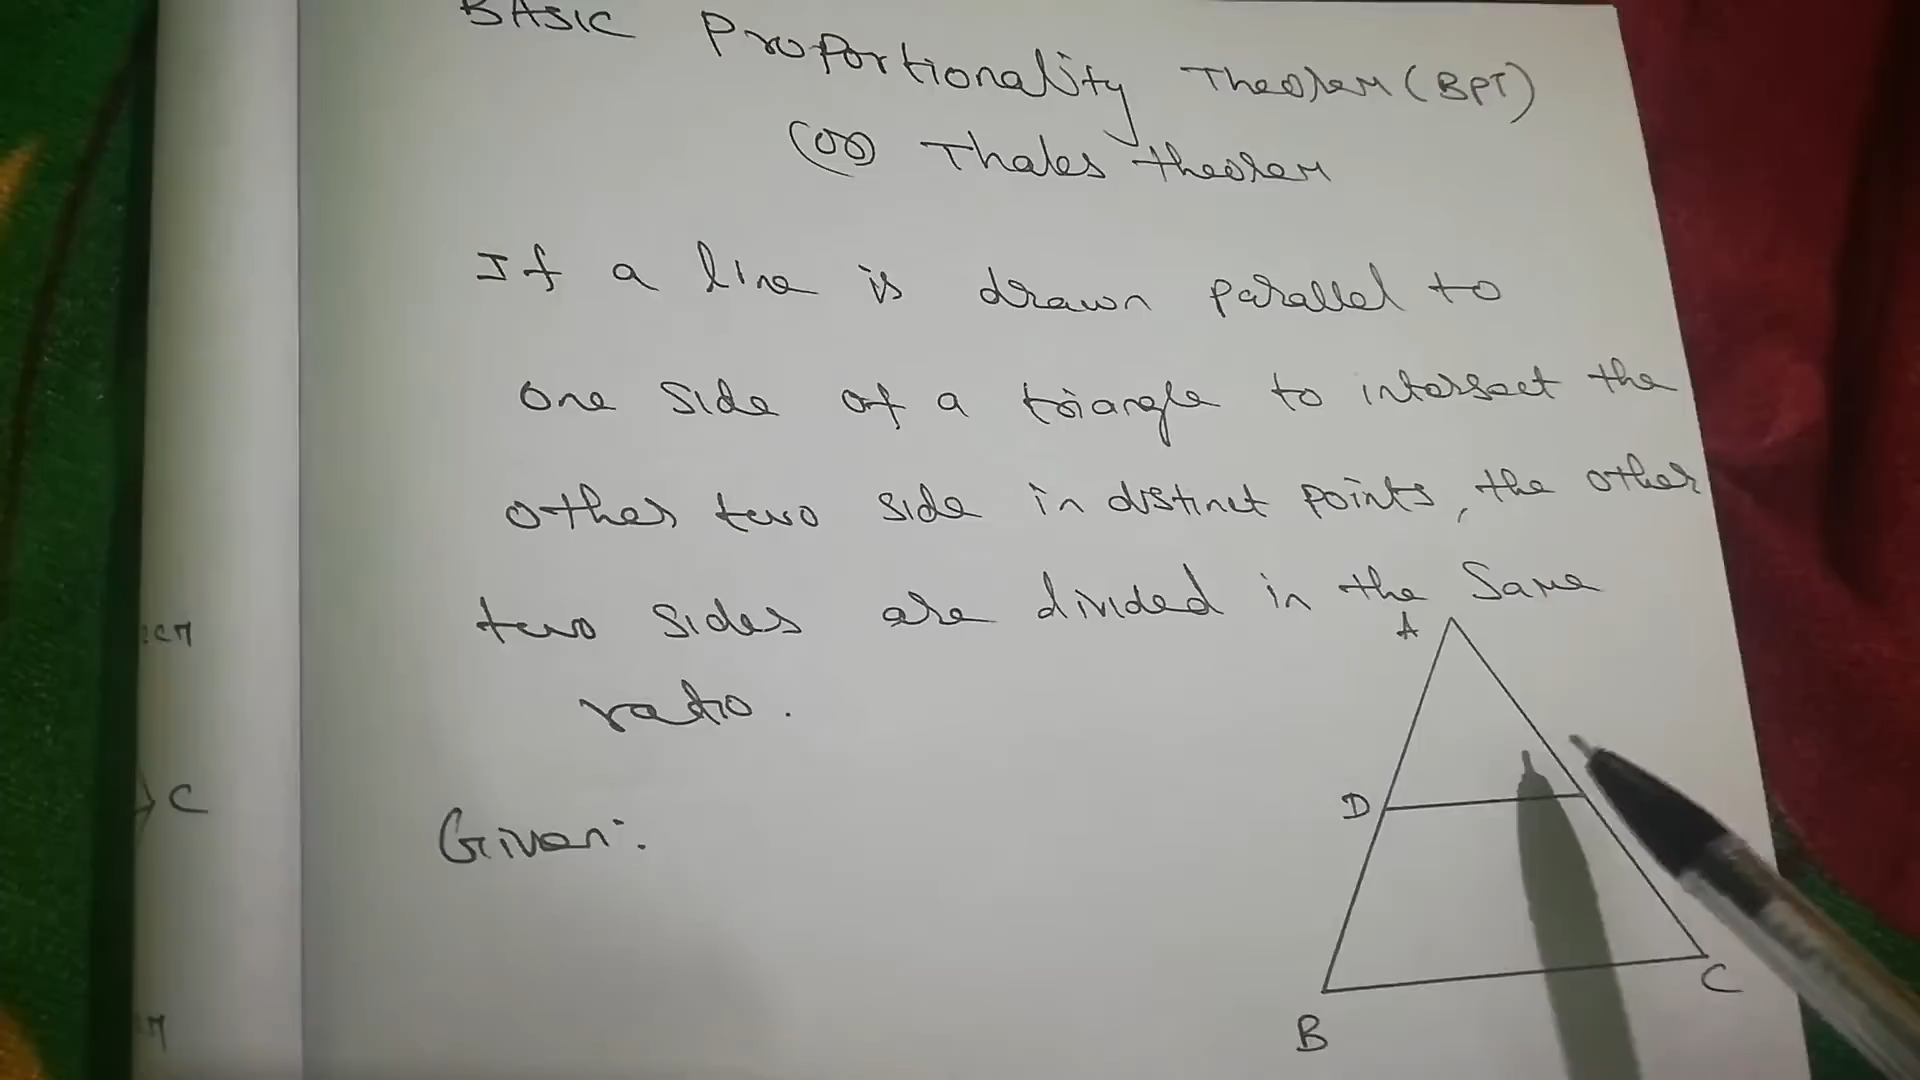 BASIC Proportionality Theorem (BPT)
(or) Thales theorem
If a line is drawn parallel to
one side of a triangle to intersect the
other two side in distinct points, the other
two sides are divided in the same
ratio.
A
D
Given:
C
B
C